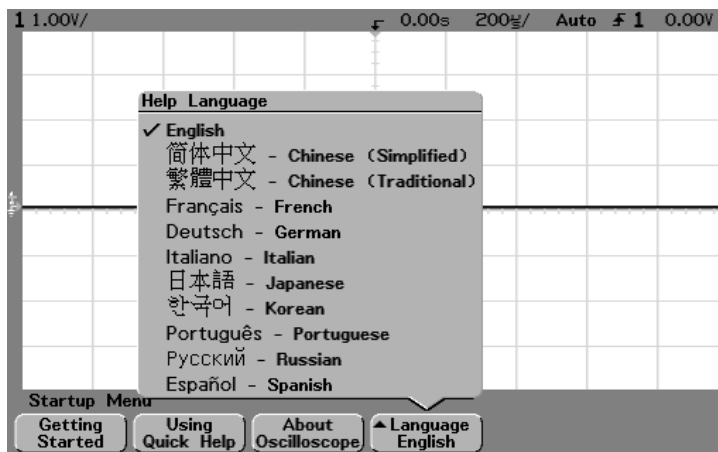 1 1.00V/ 0.00s 200㎱/ Auto 1 0.00V
Help Language
✓ English
简体中文 - Chinese (Simplified)
繁體中文 - Chinese (Traditional)
Français - French
Deutsch - German
Italiano - Italian
日本語 - Japanese
한국어 - Korean
Português - Portuguese
Русский - Russian
Español - Spanish
Startup Menu
Getting Started
Using Quick Help
About Oscilloscope
Language English